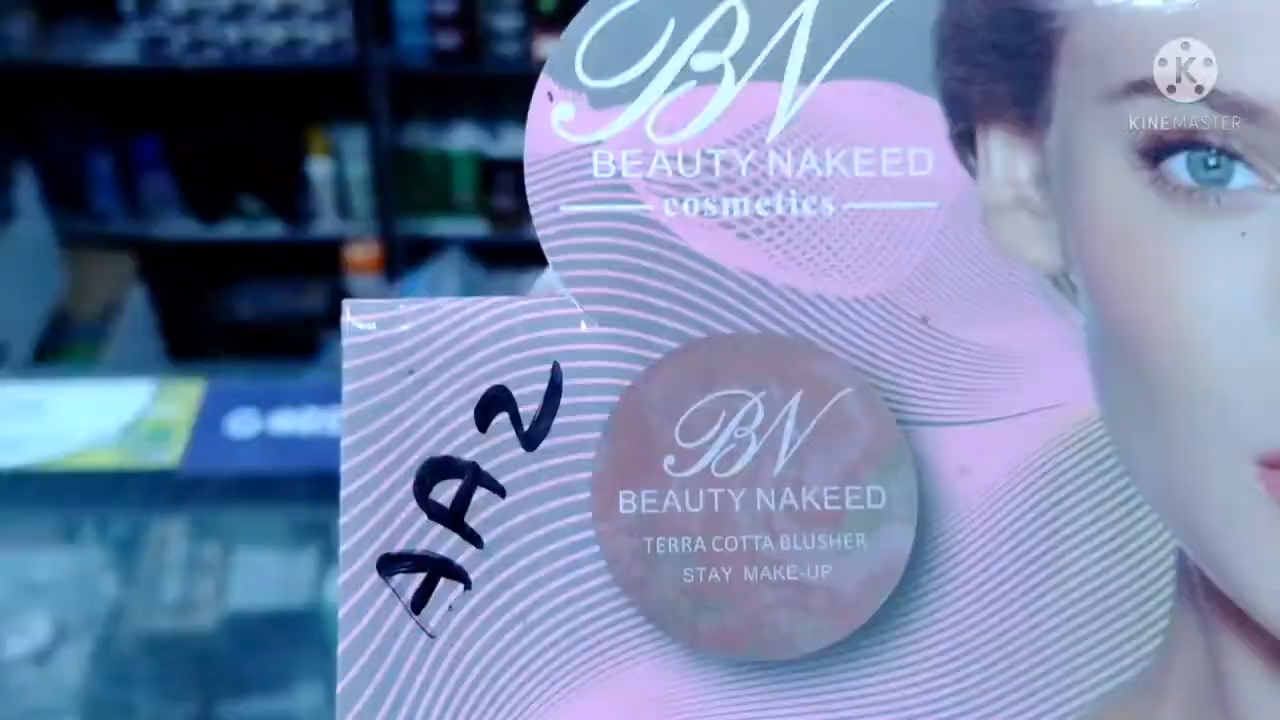 BN
BEAUTY NAKEED
cosmetics
KINEMASTER
AA2
BN
BEAUTY NAKEED
TERRA COTTA BLUSHER
STAY MAKE-UP